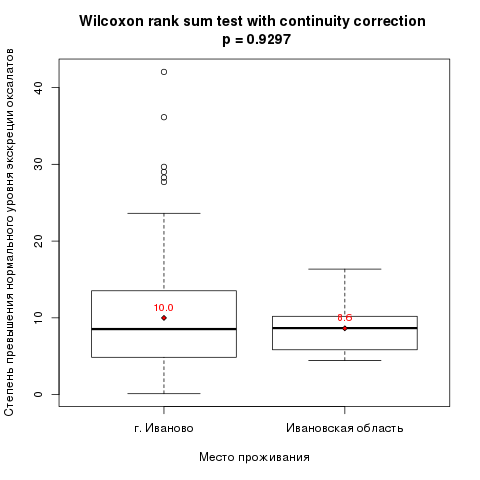 Wilcoxon rank sum test with continuity correction
p = 0.9297
Степень превышения нормального уровня экскреции оксалатов
40
30
20
10
0
10.0
8.6
г. Иваново
Ивановская область
Место проживания